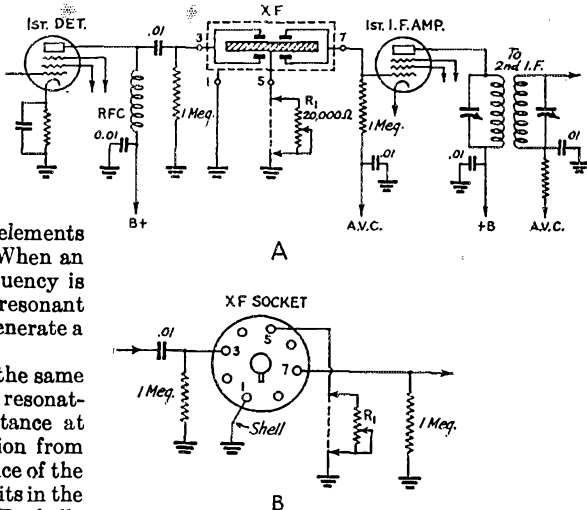 1ST. DET.
XF
1ST. I.F. AMP.
.01
3
7
To
2nd I.F.
1
5
RFC
1 Meg.
R1
20,000Ω
1 Meg.
0.01
.01
.01
.01
B+
A.V.C.
+B
A.V.C.
A
elements
When an
uency is
resonant
enerate a
the same
resonat-
tance at
ion from
ce of the
its in the
XF SOCKET
.01
5
3
7
1
1 Meg.
Shell
R1
1 Meg.
B